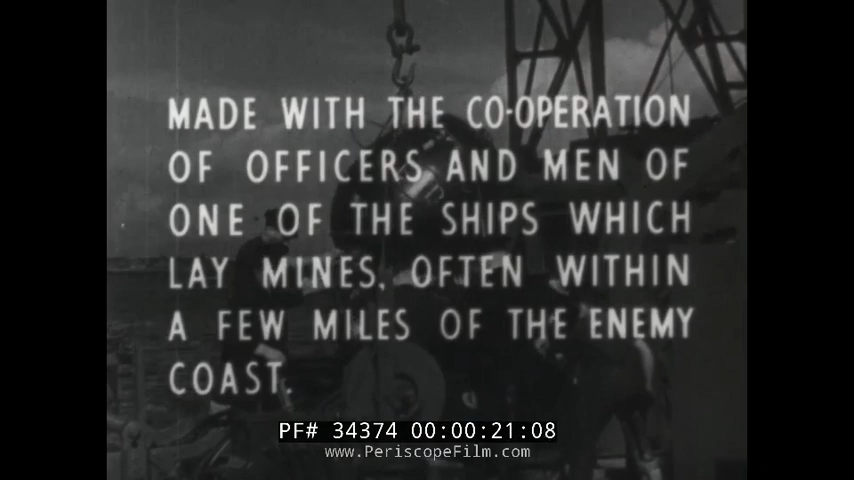 MADE WITH THE CO-OPERATION
OF OFFICERS AND MEN OF
ONE OF THE SHIPS WHICH
LAY MINES, OFTEN WITHIN
A FEW MILES OF THE ENEMY
COAST.
PF# 34374 00:00:21:08
www.PeriscopeFilm.com